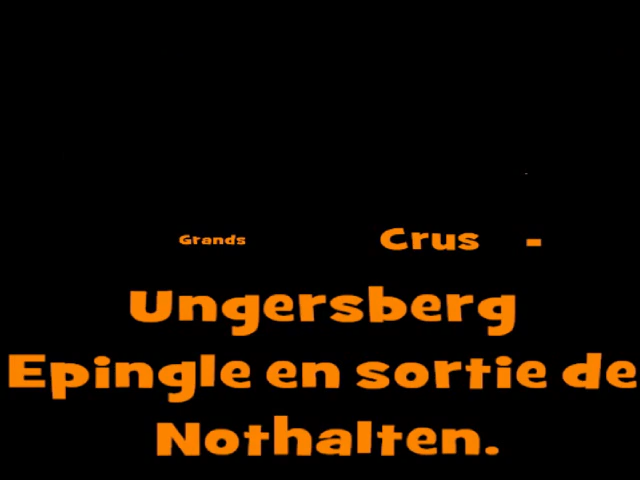 Grands Crus -
Ungersberg
Epingle en sortie de
Nothalten.